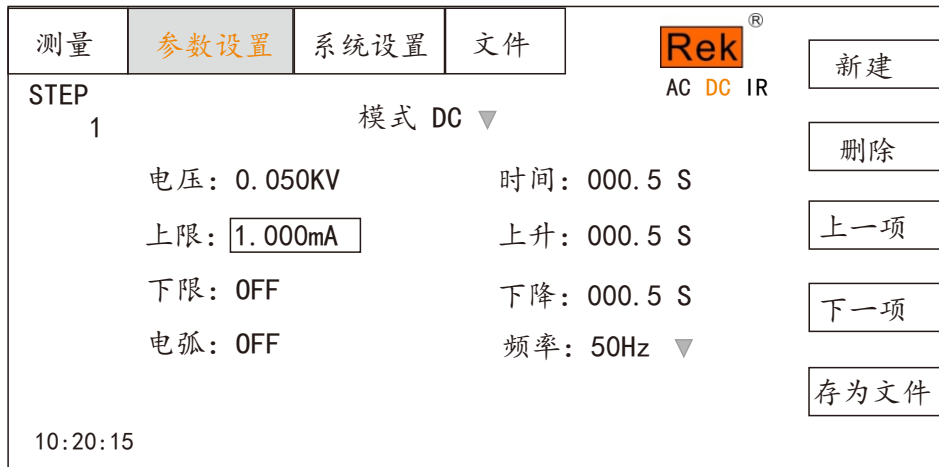 测量 参数设置 系统设置 文件 Rek ®
AC DC IR
STEP
1
模式 DC ▼
电压：0.050KV 时间：000.5 S
上限：1.000mA 上升：000.5 S
下限：OFF 下降：000.5 S
电弧：OFF 频率：50Hz ▼
10:20:15
新建
删除
上一项
下一项
存为文件